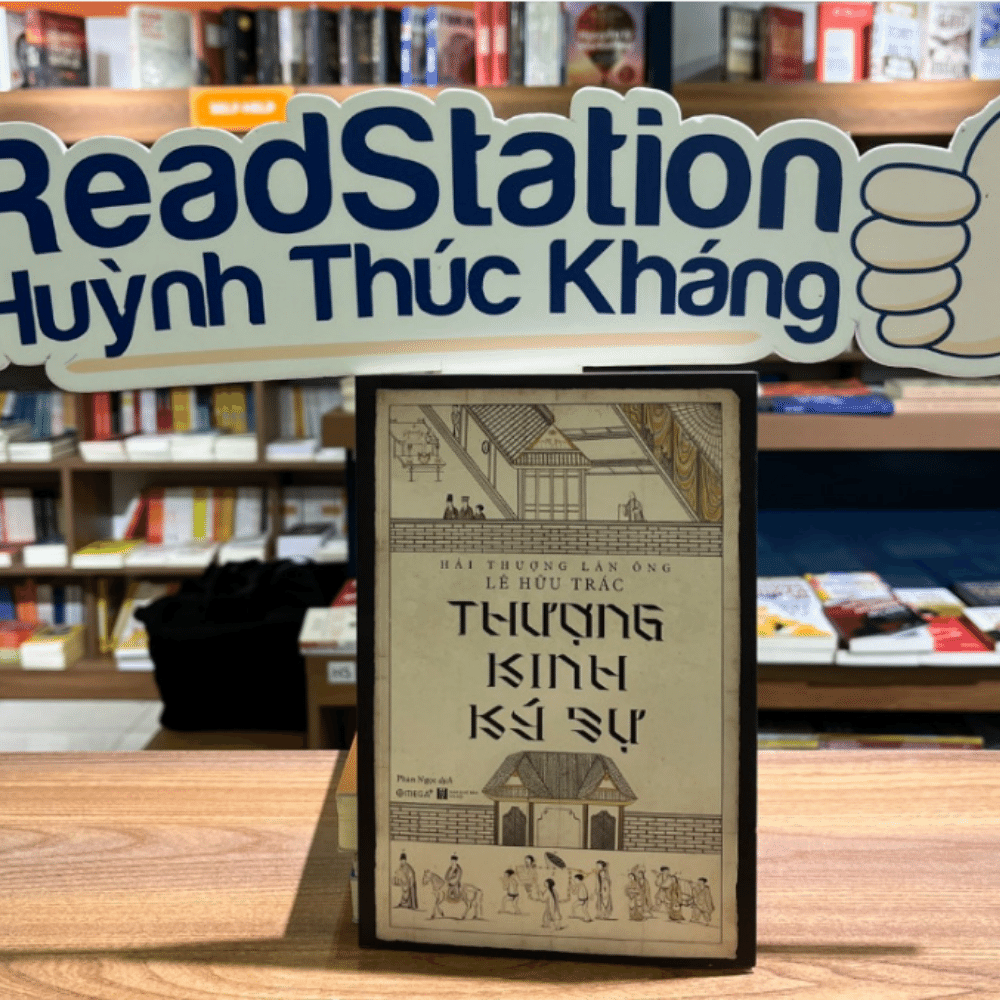 SELF HELP
ReadStation
Huỳnh Thúc Kháng
HẢI THƯỢNG LÃN ÔNG
LÊ HỮU TRÁC
THƯỢNG
KINH
KÝ SỰ
Phan Ngọc dịch
OMEGA+